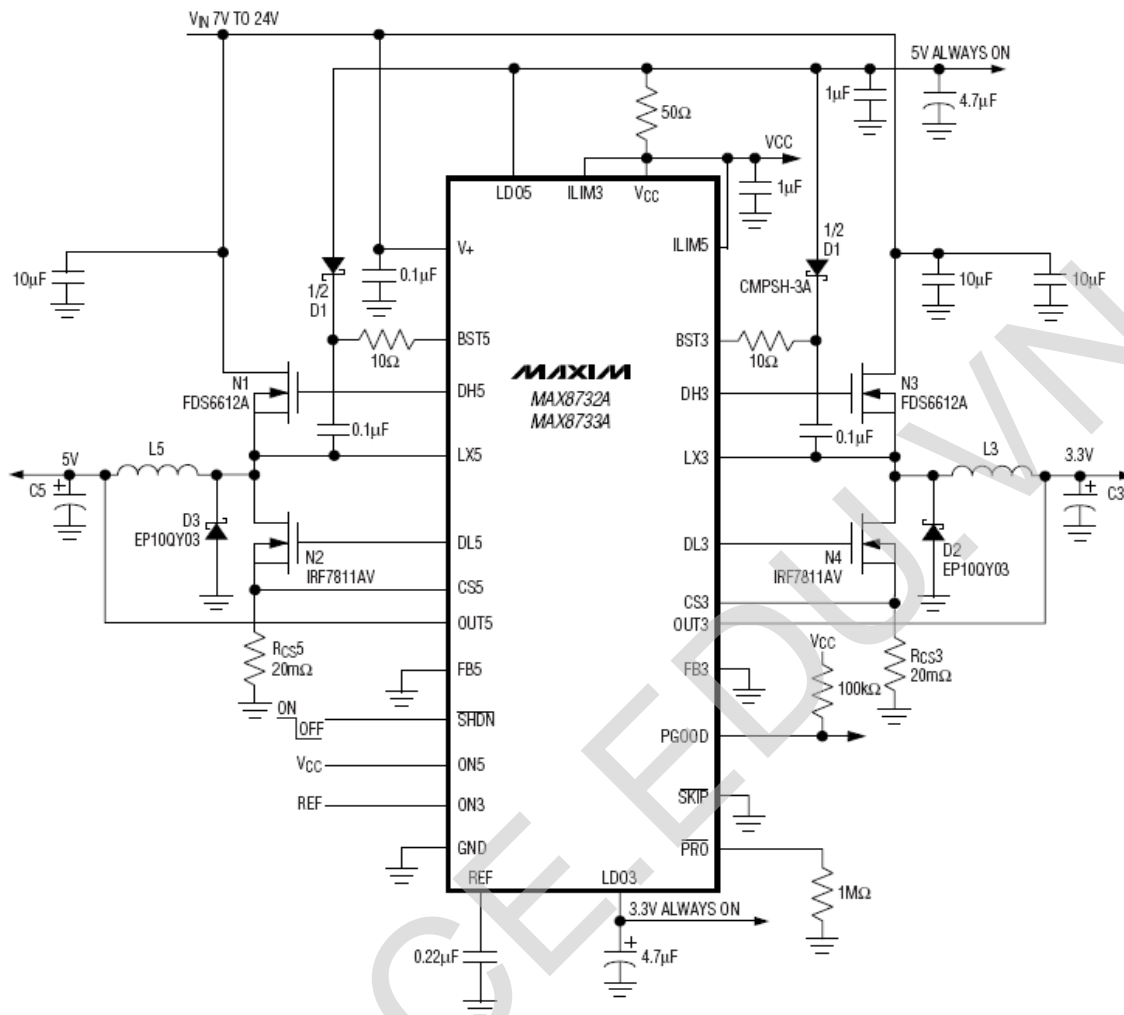 VIN 7V TO 24V
5V ALWAYS ON
1µF
4.7µF
50Ω
VCC
1µF
LDO5
ILIM3
VCC
V+
ILIM5
10µF
0.1µF
1/2
D1
1/2
D1
CMPSH-3A
10µF
10µF
BST5
10Ω
BST3
10Ω
MAXIM
MAX8732A
MAX8733A
N1
FDS6612A
DH5
DH3
N3
FDS6612A
0.1µF
0.1µF
5V
L5
LX5
LX3
L3
3.3V
C5
+
+
C3
D3
EP10QY03
DL5
DL3
N2
IRF7811AV
N4
IRF7811AV
D2
EP10QY03
CS5
CS3
OUT5
OUT3
RCS5
20mΩ
VCC
RCS3
20mΩ
FB5
FB3
100kΩ
ON
OFF
SHDN
PGOOD
VCC
ON5
REF
ON3
SKIP
GND
PRO
REF
LDO3
1MΩ
3.3V ALWAYS ON
0.22µF
+
4.7µF
CE.EDU.VN